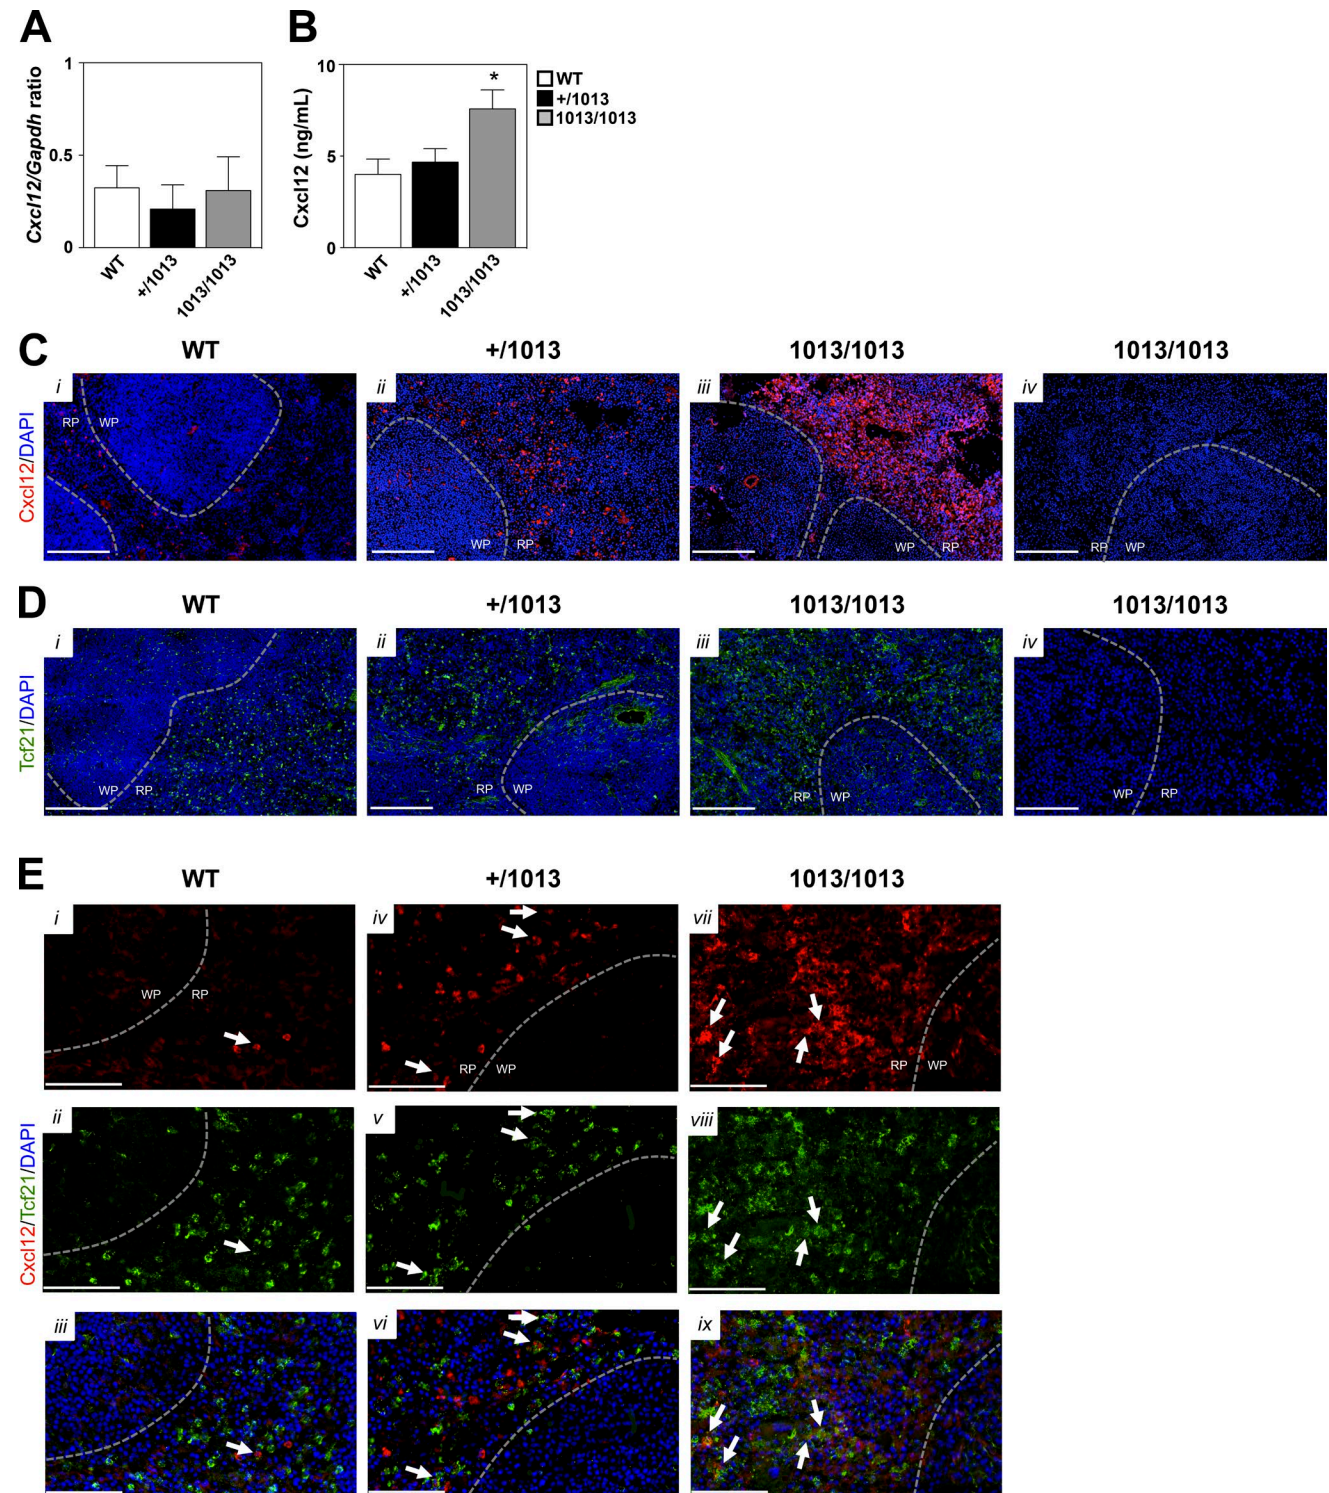 A
Cxcl12/Gapdh ratio
1
0.5
0
WT
+/1013
1013/1013
B
Cxcl12 (ng/mL)
10
5
0
*
WT
+/1013
1013/1013
WT
+/1013
1013/1013
C
WT
+/1013
1013/1013
1013/1013
Cxcl12/DAPI
i
RP WP
ii
WP RP
iii
WP RP
iv
RP WP
D
WT
+/1013
1013/1013
1013/1013
Tcf21/DAPI
i
WP RP
ii
RP WP
iii
RP WP
iv
WP RP
E
WT
+/1013
1013/1013
Cxcl12/Tcf21/DAPI
i
WP RP
iv
RP WP
vii
RP WP
ii
v
viii
iii
vi
ix